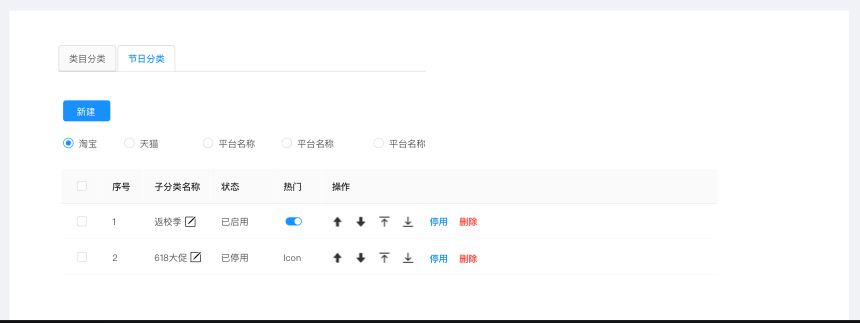 类目分类 节日分类
新建
淘宝 天猫 平台名称 平台名称 平台名称
序号 子分类名称 状态 热门 操作
1 返校季 已启用 停用 删除
2 618大促 已停用 Icon 停用 删除